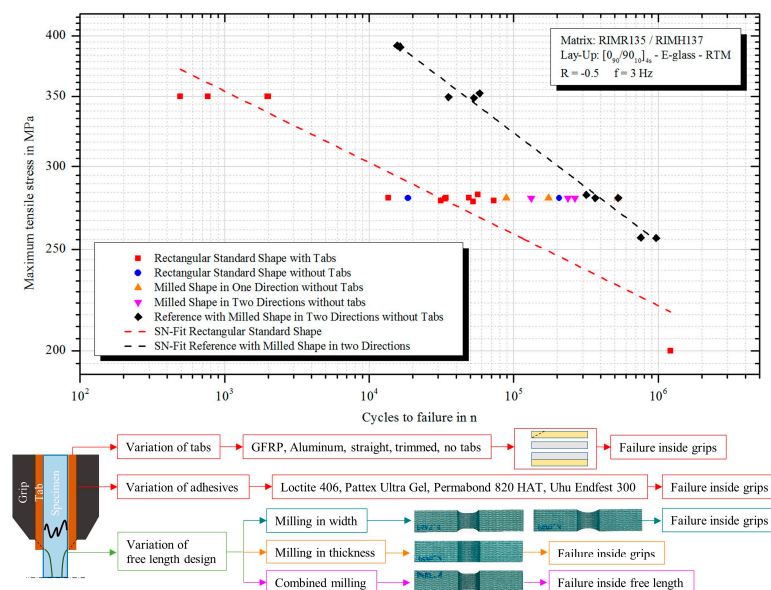 400
350
300
250
200
Maximum tensile stress in MPa
Matrix: RIMR135 / RIMH137
Lay-Up: [0₉₀/90₁₀]₄ₛ - E-glass - RTM
R = -0.5 f = 3 Hz
Rectangular Standard Shape with Tabs
Rectangular Standard Shape without Tabs
Milled Shape in One Direction without Tabs
Milled Shape in Two Directions without tabs
Reference with Milled Shape in Two Directions without Tabs
SN-Fit Rectangular Standard Shape
SN-Fit Reference with Milled Shape in two Directions
10² 10³ 10⁴ 10⁵ 10⁶
Cycles to failure in n
Grip
Tab
Specimen
Variation of tabs
GFRP, Aluminum, straight, trimmed, no tabs
Failure inside grips
Variation of adhesives
Loctite 406, Pattex Ultra Gel, Permabond 820 HAT, Uhu Endfest 300
Failure inside grips
Variation of
free length design
Milling in width
Failure inside grips
Milling in thickness
Failure inside grips
Combined milling
Failure inside free length